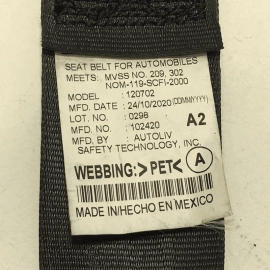 SEAT BELT FOR AUTOMOBILES
MEETS: MVSS NO. 209, 302
NOM-119-SCFI-2000
MODEL : 120702
MFD. DATE : 24/10/2020 (DD/MM/YYYY)
LOT. NO. : 0298 A2
MFD. NO. : 102420
MFD. BY : AUTOLIV
SAFETY TECHNOLOGY, INC.
WEBBING:>PET< A
MADE IN/HECHO EN MEXICO